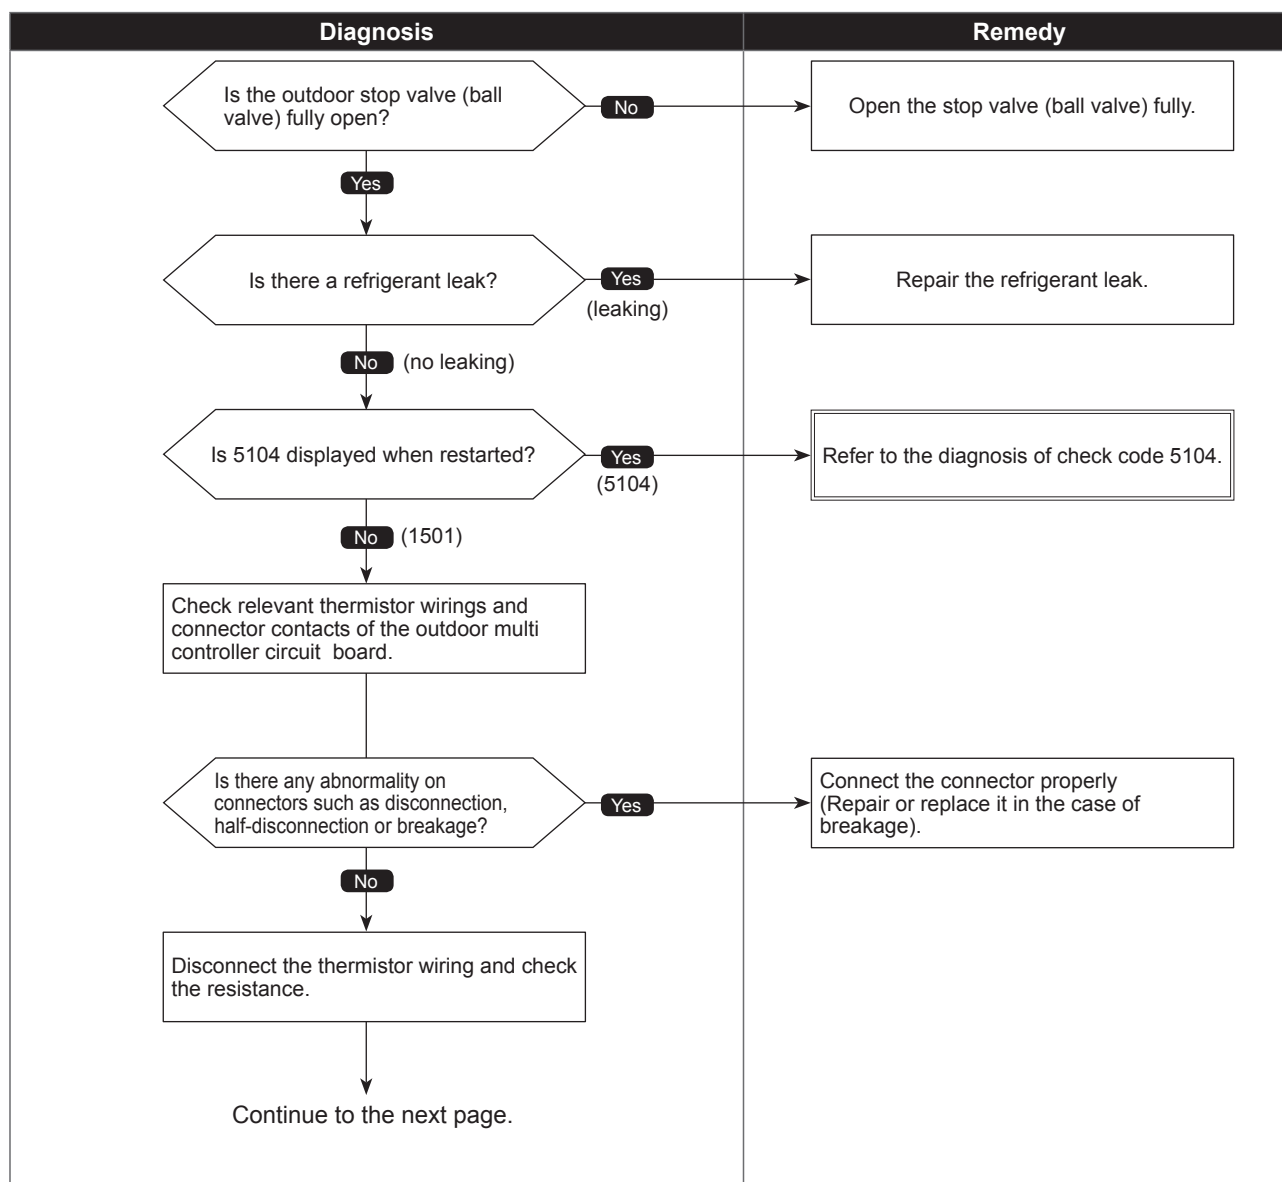 Diagnosis
Remedy
Is the outdoor stop valve (ball
valve) fully open?
No
Open the stop valve (ball valve) fully.
Yes
Is there a refrigerant leak?
Yes
(leaking)
Repair the refrigerant leak.
No (no leaking)
Is 5104 displayed when restarted?
Yes
(5104)
Refer to the diagnosis of check code 5104.
No (1501)
Check relevant thermistor wirings and
connector contacts of the outdoor multi
controller circuit board.
Is there any abnormality on
connectors such as disconnection,
half-disconnection or breakage?
Yes
Connect the connector properly
(Repair or replace it in the case of
breakage).
No
Disconnect the thermistor wiring and check
the resistance.
Continue to the next page.